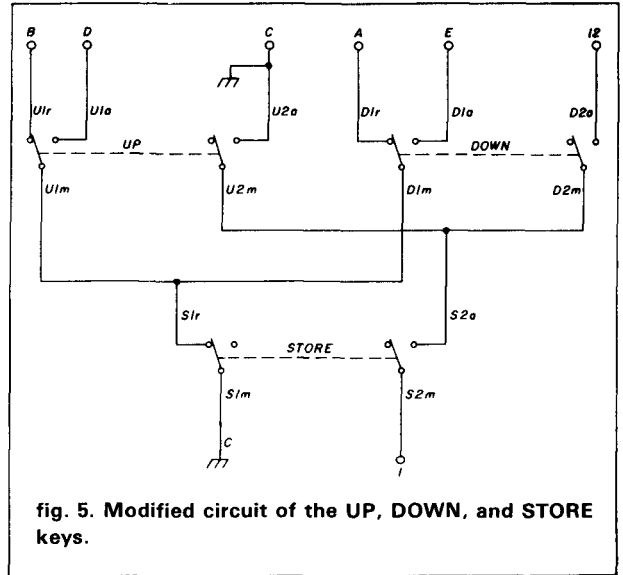 B D C A E 12
U1r U1a U2a D1r D1a D2a
UP DOWN
U1m U2m D1m D2m
S1r S2a
STORE
S1m S2m
C
1
fig. 5. Modified circuit of the UP, DOWN, and STORE
keys.